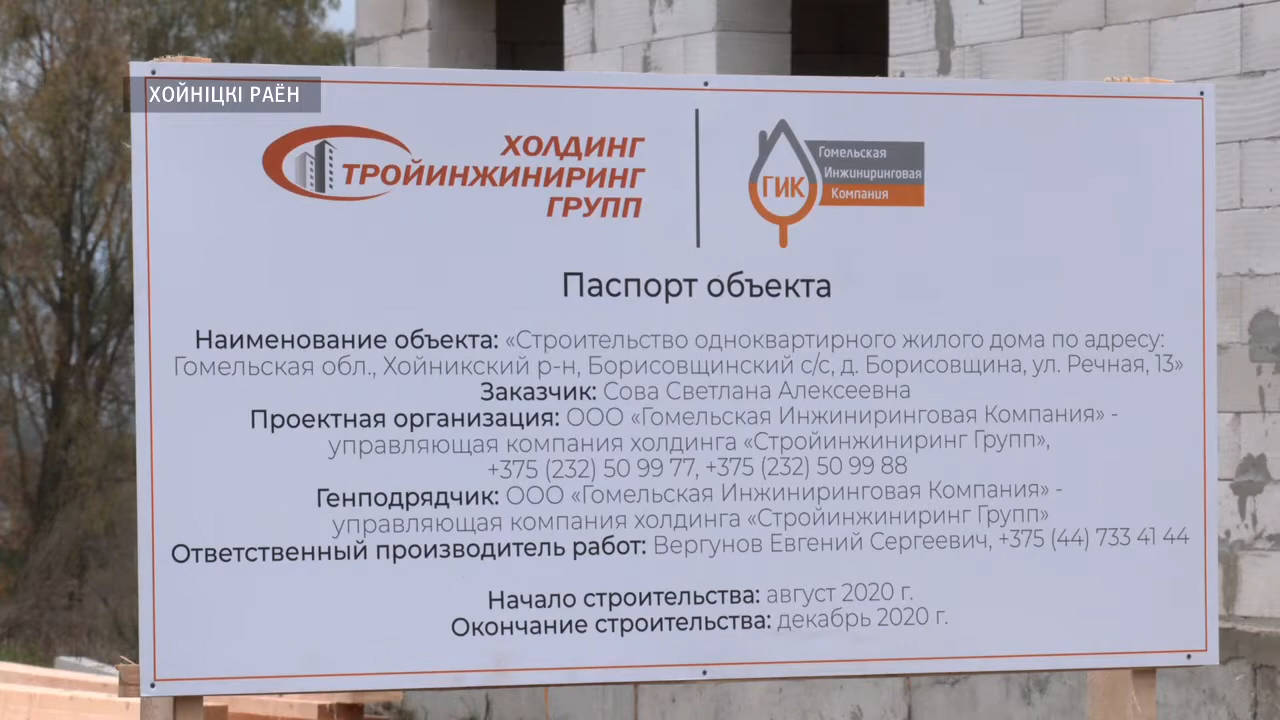 ХОЙНІЦКІ РАЁН
ХОЛДИНГ
ТРОЙИНЖИНИРИНГ
ГРУПП
ГИК
Гомельская
Инжиниринговая
Компания
Паспорт объекта
Наименование объекта: «Строительство одноквартирного жилого дома по адресу:
Гомельская обл., Хойникский р-н, Борисовщинский с/с, д. Борисовщина, ул. Речная, 13»
Заказчик: Сова Светлана Алексеевна
Проектная организация: ООО «Гомельская Инжиниринговая Компания» -
управляющая компания холдинга «Стройинжиниринг Групп»,
+375 (232) 50 99 77, +375 (232) 50 99 88
Генподрядчик: ООО «Гомельская Инжиниринговая Компания» -
управляющая компания холдинга «Стройинжиниринг Групп»
Ответственный производитель работ: Вергунов Евгений Сергеевич, +375 (44) 733 41 44
Начало строительства: август 2020 г.
Окончание строительства: декабрь 2020 г.